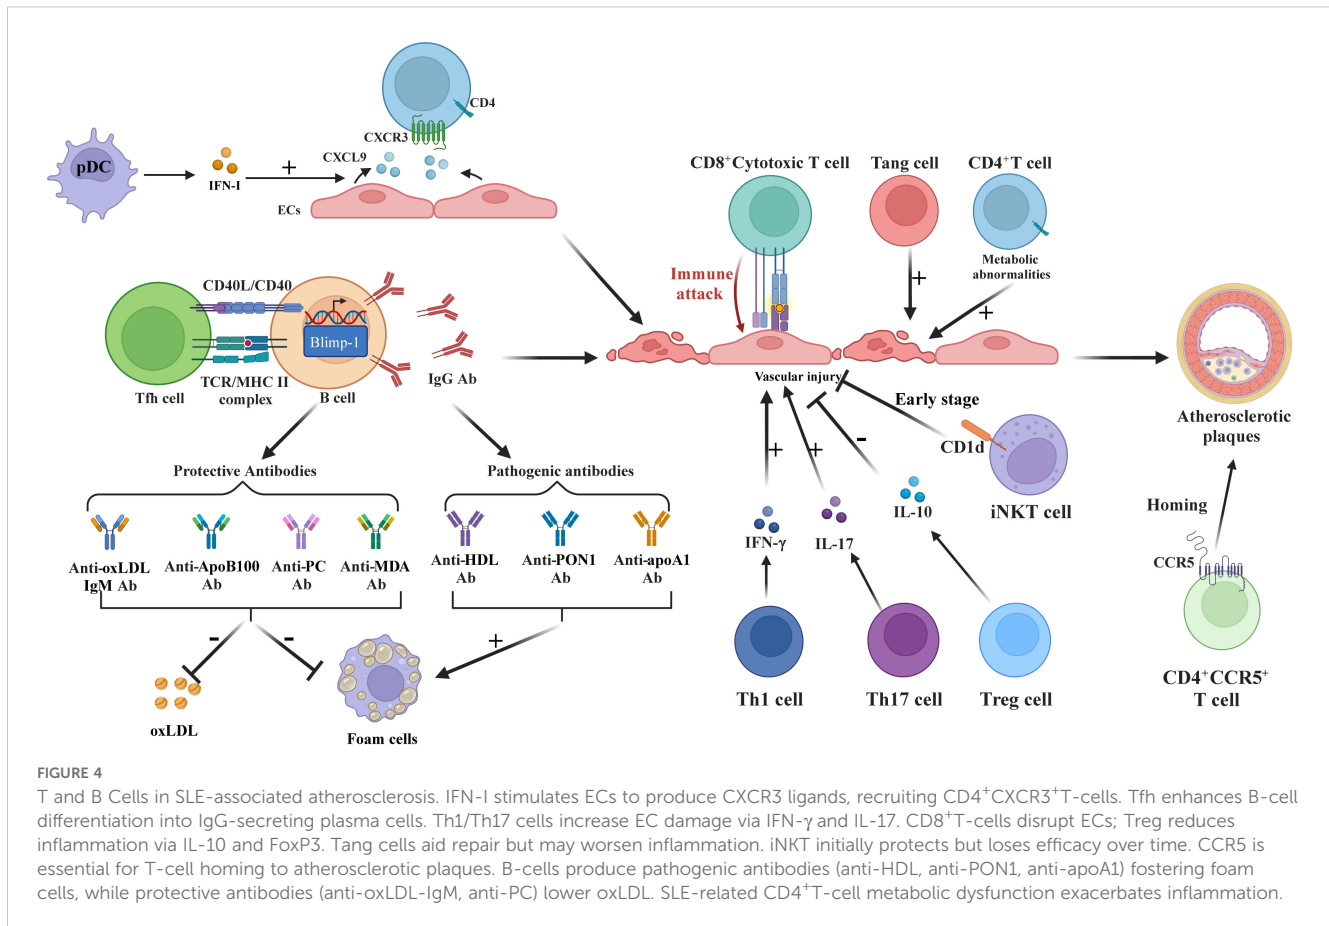 CD4
CXCR3
CXCL9
pDC
IFN-I
+
ECs
CD8⁺Cytotoxic T cell
Tang cell
CD4⁺T cell
Metabolic
abnormalities
Immune
attack
+
+
CD40L/CD40
Blimp-1
TCR/MHC II
complex
Tfh cell
B cell
IgG Ab
Vascular injury
Early stage
CD1d
iNKT cell
Atherosclerotic
plaques
Homing
CCR5
CD4⁺CCR5⁺
T cell
Protective Antibodies
Pathogenic antibodies
Anti-oxLDL
IgM Ab
Anti-ApoB100
Ab
Anti-PC
Ab
Anti-MDA
Ab
Anti-HDL
Ab
Anti-PON1
Ab
Anti-apoA1
Ab
-
-
+
oxLDL
Foam cells
+
+
-
IFN-γ
IL-17
IL-10
Th1 cell
Th17 cell
Treg cell
FIGURE 4
T and B Cells in SLE-associated atherosclerosis. IFN-I stimulates ECs to produce CXCR3 ligands, recruiting CD4⁺CXCR3⁺T-cells. Tfh enhances B-cell
differentiation into IgG-secreting plasma cells. Th1/Th17 cells increase EC damage via IFN-γ and IL-17. CD8⁺T-cells disrupt ECs; Treg reduces
inflammation via IL-10 and FoxP3. Tang cells aid repair but may worsen inflammation. iNKT initially protects but loses efficacy over time. CCR5 is
essential for T-cell homing to atherosclerotic plaques. B-cells produce pathogenic antibodies (anti-HDL, anti-PON1, anti-apoA1) fostering foam
cells, while protective antibodies (anti-oxLDL-IgM, anti-PC) lower oxLDL. SLE-related CD4⁺T-cell metabolic dysfunction exacerbates inflammation.